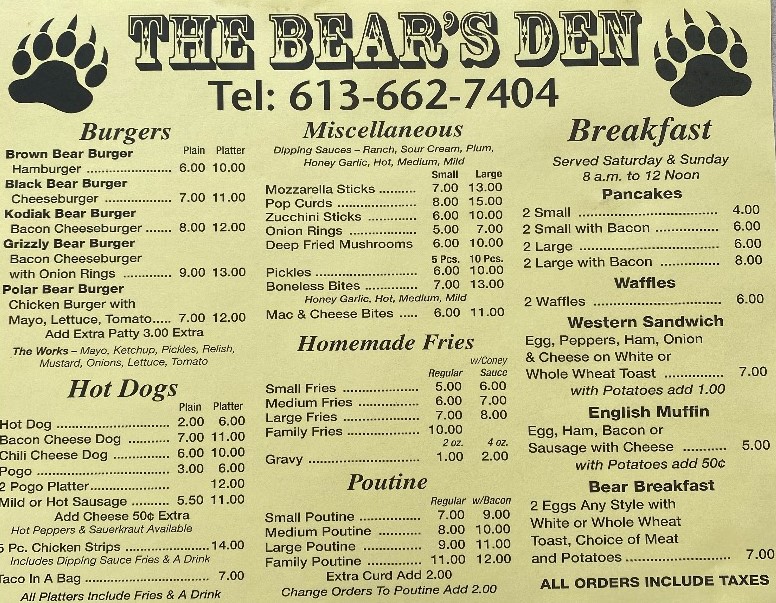 THE BEAR'S DEN
Tel: 613-662-7404
Burgers
Plain Platter
Brown Bear Burger
Hamburger .................... 6.00 10.00
Black Bear Burger
Cheeseburger ................ 7.00 11.00
Kodiak Bear Burger
Bacon Cheeseburger ...... 8.00 12.00
Grizzly Bear Burger
Bacon Cheeseburger
with Onion Rings ............ 9.00 13.00
Polar Bear Burger
Chicken Burger with
Mayo, Lettuce, Tomato..... 7.00 12.00
Add Extra Patty 3.00 Extra
The Works – Mayo, Ketchup, Pickles, Relish,
Mustard, Onions, Lettuce, Tomato
Hot Dogs
Plain Platter
Hot Dog ............................ 2.00 6.00
Bacon Cheese Dog ............ 7.00 11.00
Chili Cheese Dog .............. 6.00 10.00
Pogo ................................ 3.00 6.00
2 Pogo Platter.................... 12.00
Mild or Hot Sausage ........ 5.50 11.00
Add Cheese 50¢ Extra
Hot Peppers & Sauerkraut Available
5 Pc. Chicken Strips ....................14.00
Includes Dipping Sauce Fries & A Drink
Taco In A Bag ............................ 7.00
All Platters Include Fries & A Drink
Miscellaneous
Dipping Sauces – Ranch, Sour Cream, Plum,
Honey Garlic, Hot, Medium, Mild
Small Large
Mozzarella Sticks ......... 7.00 13.00
Pop Curds .................... 8.00 15.00
Zucchini Sticks ............ 6.00 10.00
Onion Rings ................. 5.00 7.00
Deep Fried Mushrooms 6.00 10.00
5 Pcs. 10 Pcs.
Pickles ......................... 6.00 10.00
Boneless Bites .............. 7.00 13.00
Honey Garlic, Hot, Medium, Mild
Mac & Cheese Bites ..... 6.00 11.00
Homemade Fries
w/Coney
Regular Sauce
Small Fries .................. 5.00 6.00
Medium Fries .............. 6.00 7.00
Large Fries .................. 7.00 8.00
Family Fries ................ 10.00
2 oz. 4 oz.
Gravy ........................... 1.00 2.00
Poutine
Regular w/Bacon
Small Poutine .............. 7.00 9.00
Medium Poutine .......... 8.00 10.00
Large Poutine .............. 9.00 11.00
Family Poutine ............ 11.00 12.00
Extra Curd Add 2.00
Change Orders To Poutine Add 2.00
Breakfast
Served Saturday & Sunday
8 a.m. to 12 Noon
Pancakes
2 Small .................................. 4.00
2 Small with Bacon .................. 6.00
2 Large .................................. 6.00
2 Large with Bacon .................. 8.00
Waffles
2 Waffles ................................ 6.00
Western Sandwich
Egg, Peppers, Ham, Onion
& Cheese on White or
Whole Wheat Toast .................. 7.00
with Potatoes add 1.00
English Muffin
Egg, Ham, Bacon or
Sausage with Cheese .......... 5.00
with Potatoes add 50¢
Bear Breakfast
2 Eggs Any Style with
White or Whole Wheat
Toast, Choice of Meat
and Potatoes............................ 7.00
ALL ORDERS INCLUDE TAXES